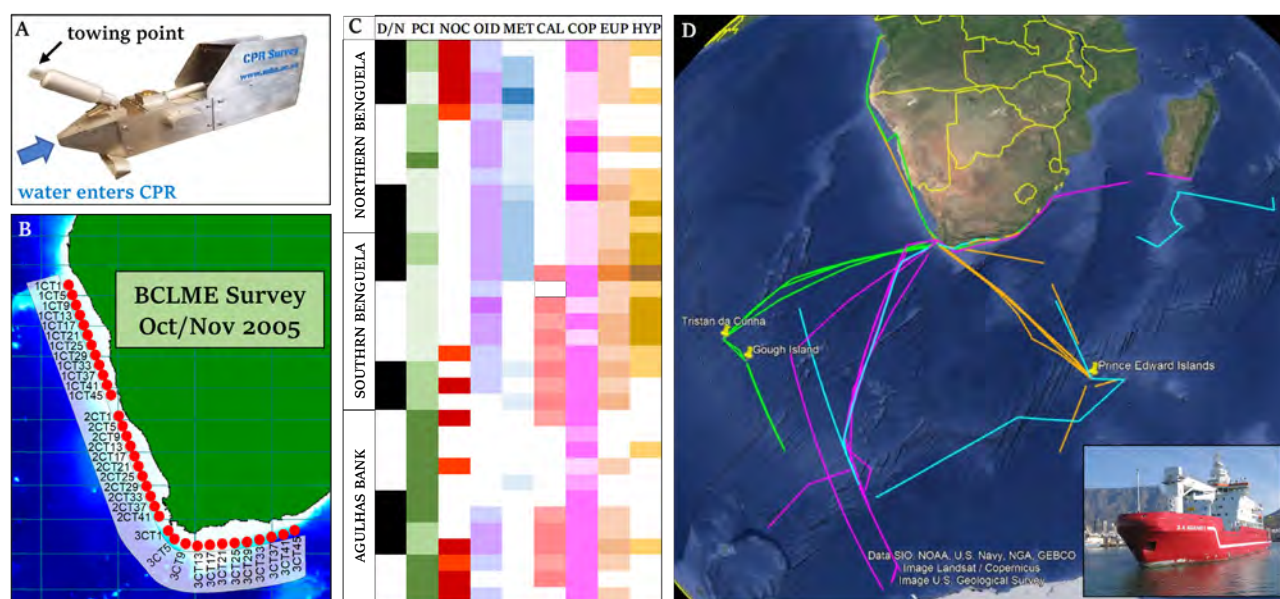 A
towing point
CPR Survey
water enters CPR
B
BCLME Survey
Oct/Nov 2005
1CT1
1CT5
1CT9
1CT13
1CT17
1CT21
1CT25
1CT29
1CT33
1CT37
1CT41
1CT45
2CT1
2CT5
2CT9
2CT13
2CT17
2CT21
2CT25
2CT29
2CT33
2CT37
2CT41
3CT1
3CT5
3CT9
3CT13
3CT17
3CT21
3CT25
3CT29
3CT33
3CT37
3CT41
3CT45
C
D/N PCI NOC OID MET CAL COP EUP HYP
NORTHERN BENGUELA
SOUTHRN BENGUELA
AGULHAS BANK
D
Tristan da Cunha
Gough Island
Prince Edward Islands
Data SIO: NOAA, U.S. Navy, NGA, GEBCO
Image Landsat / Copernicus
Image U.S. Geological Survey